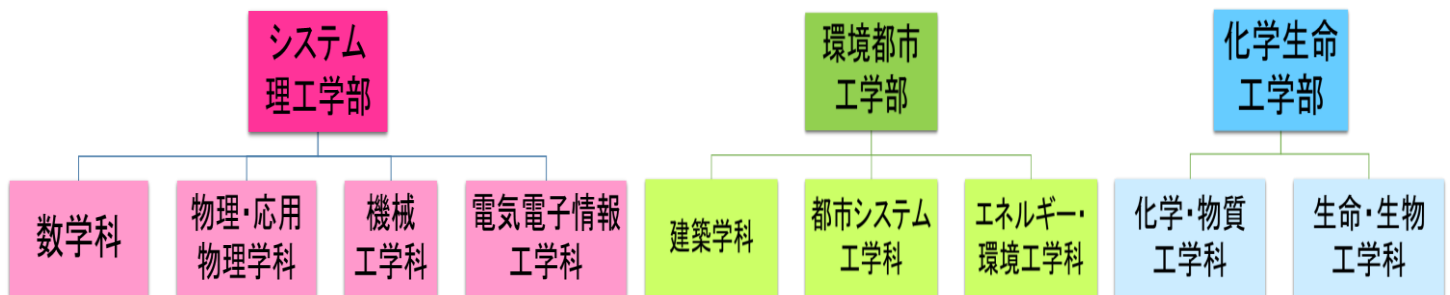 システム
理工学部
環境都市
工学部
化学生命
工学部
数学科
物理・応用
物理学科
機械
工学科
電気電子情報
工学科
建築学科
都市システム
工学科
エネルギー・
環境工学科
化学・物質
工学科
生命・生物
工学科